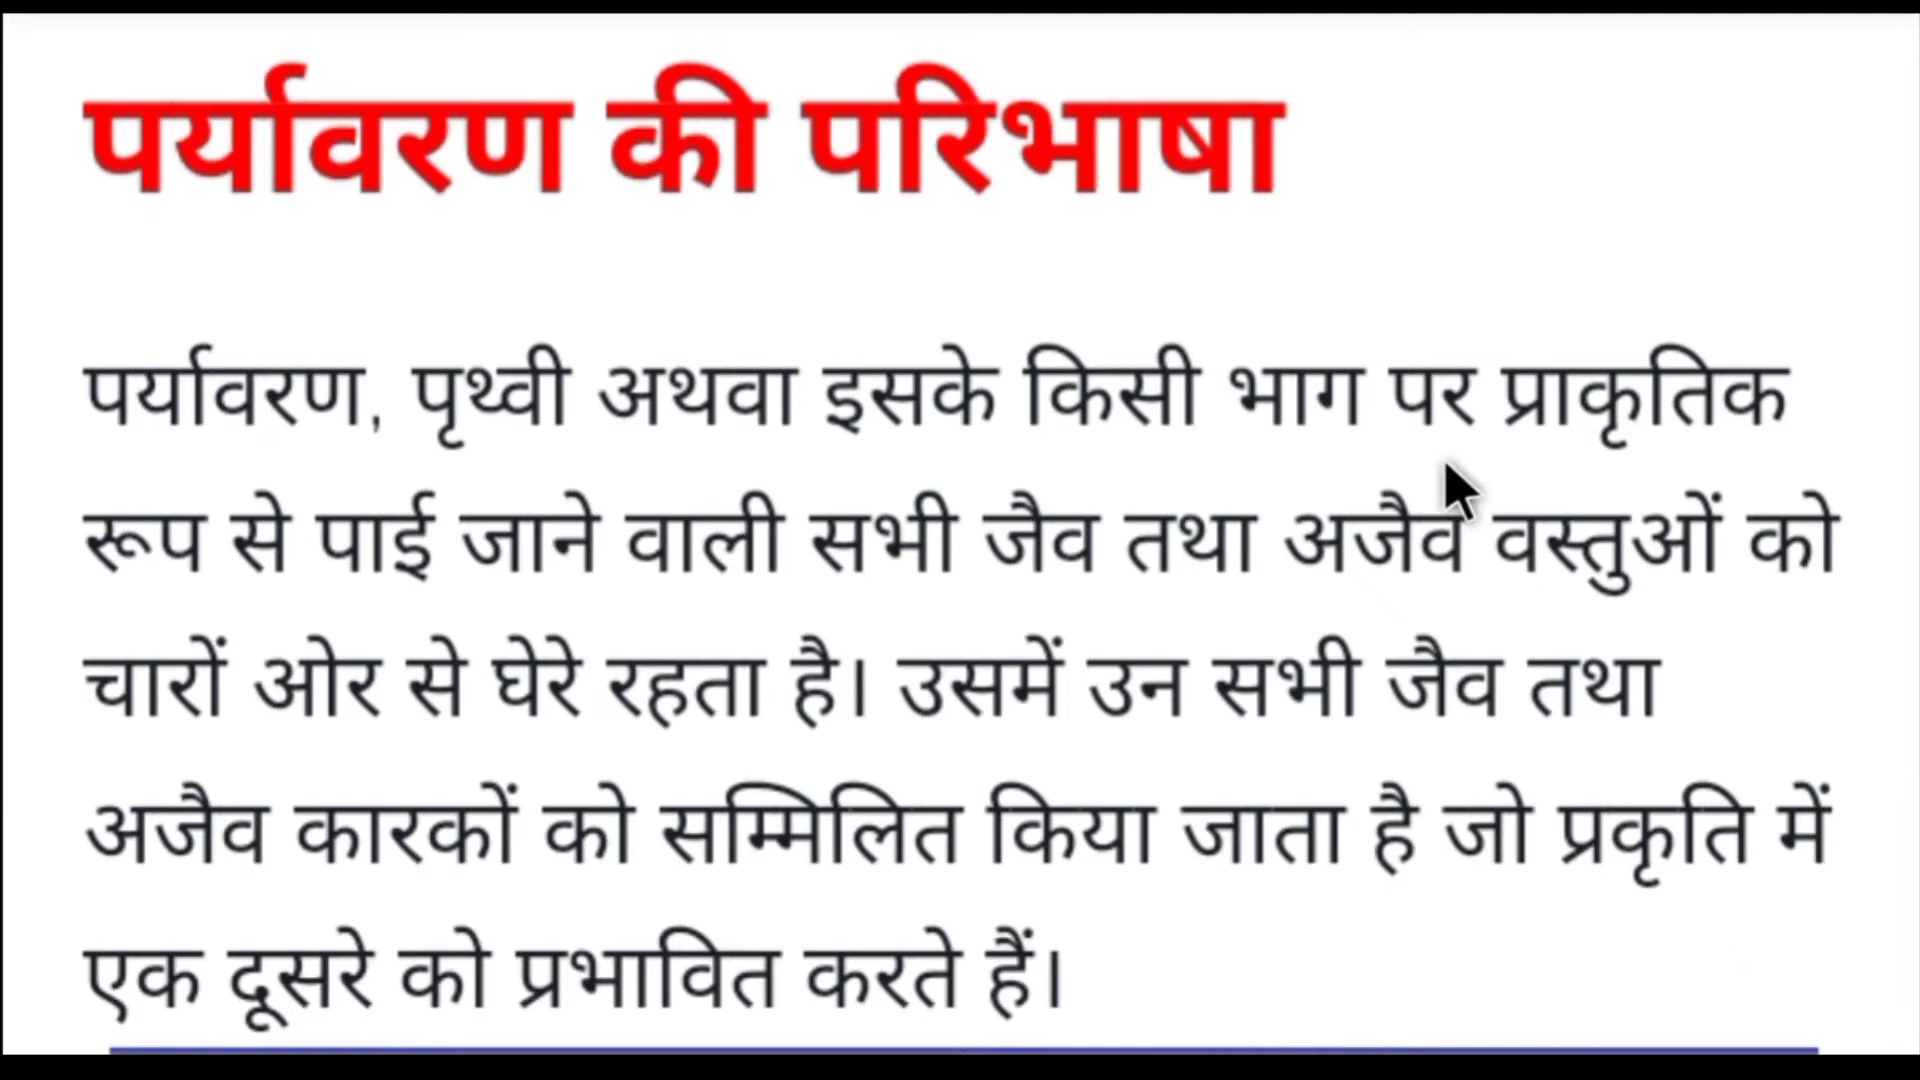 पर्यावरण की परिभाषा
पर्यावरण, पृथ्वी अथवा इसके किसी भाग पर प्राकृतिक
रूप से पाई जाने वाली सभी जैव तथा अजैव वस्तुओं को
चारों ओर से घेरे रहता है। उसमें उन सभी जैव तथा
अजैव कारकों को सम्मिलित किया जाता है जो प्रकृति में
एक दूसरे को प्रभावित करते हैं।